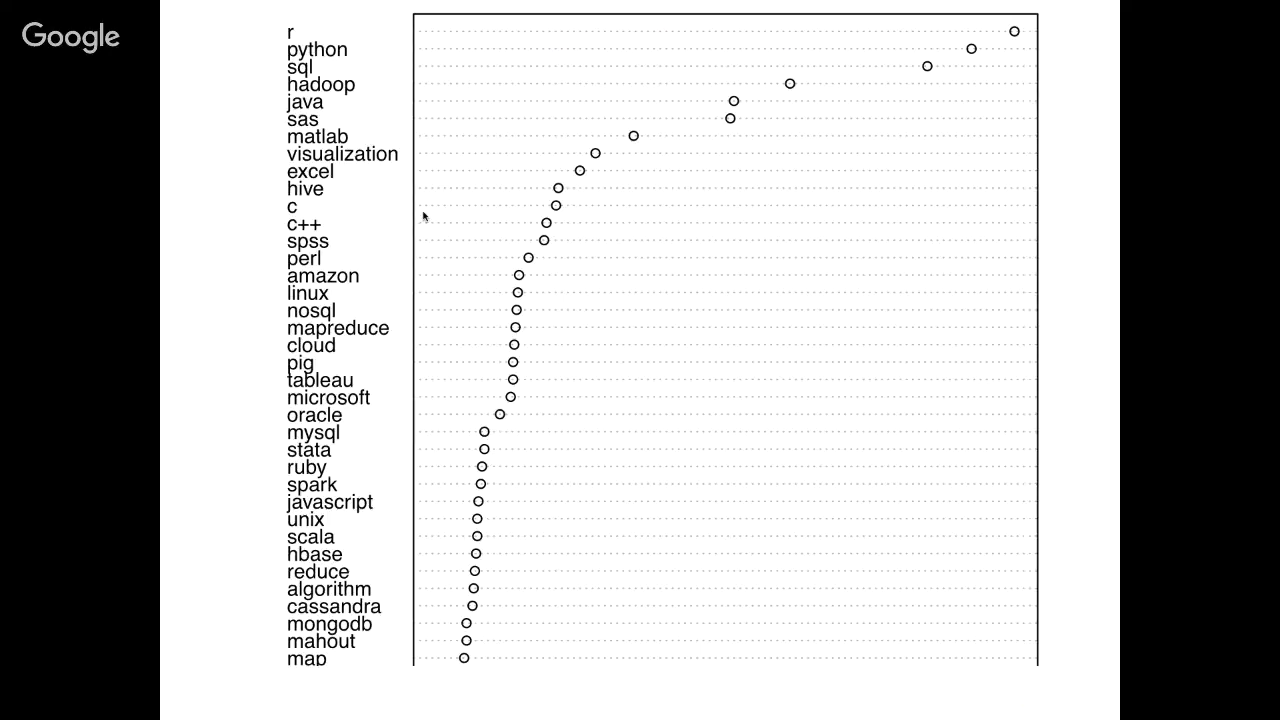 Google
r
python
sql
hadoop
java
sas
matlab
visualization
excel
hive
c
c++
spss
perl
amazon
linux
nosql
mapreduce
cloud
pig
tableau
microsoft
oracle
mysql
stata
ruby
spark
javascript
unix
scala
hbase
reduce
algorithm
cassandra
mongodb
mahout
map